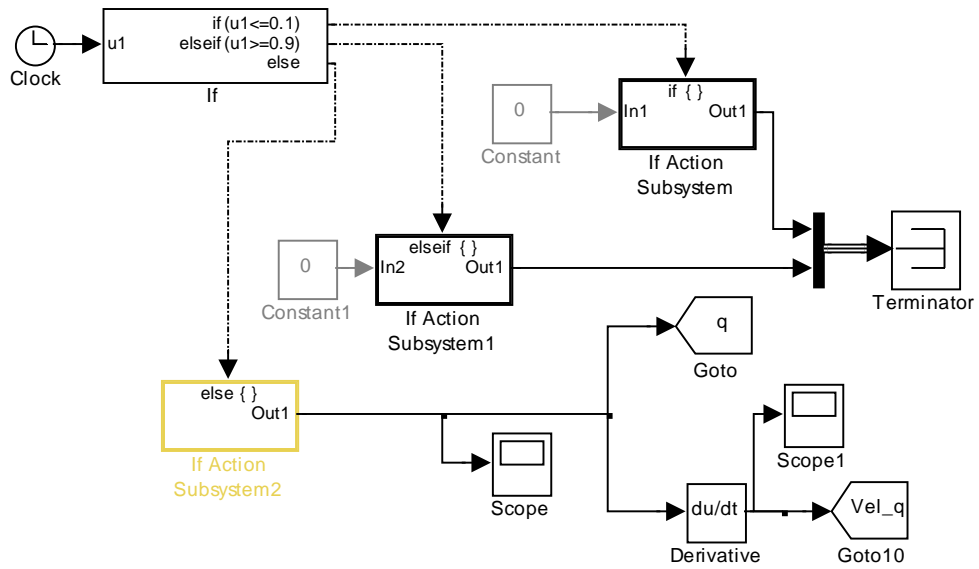 if(u1<=0.1)
u1
elseif(u1>=0.9)
else
Clock
If
if { }
In1
Out1
0
Constant
If Action
Subsystem
elseif { }
In2
Out1
0
Constant1
If Action
Subsystem1
Terminator
q
Goto
else { }
Out1
If Action
Subsystem2
Scope
Scope1
du/dt
Derivative
Vel_q
Goto10